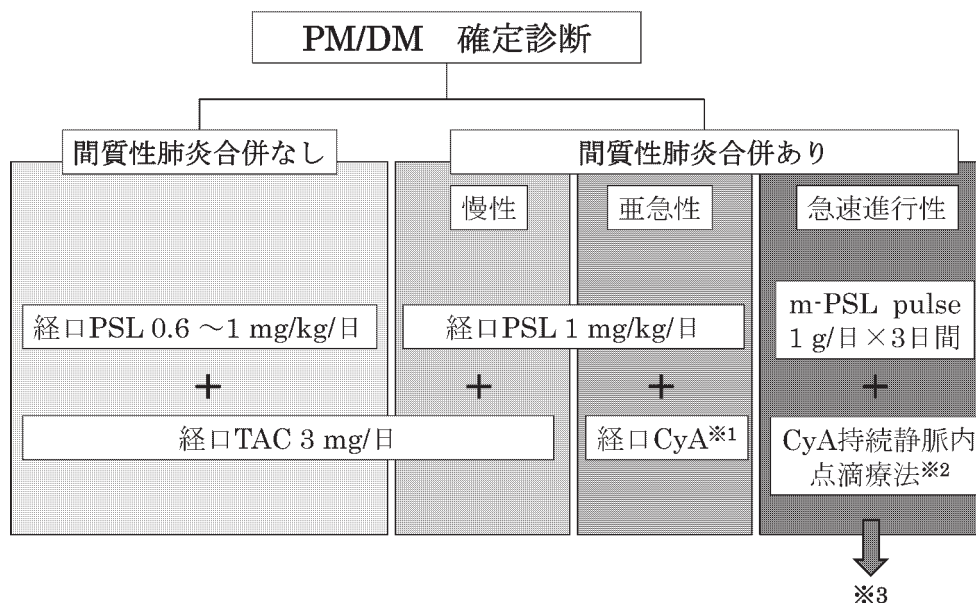 PM/DM 確定診断
間質性肺炎合併なし
間質性肺炎合併あり
慢性
亜急性
急速進行性
経口PSL 0.6 ～1 mg/kg/日
経口PSL 1 mg/kg/日
m-PSL pulse
1 g/日×3日間
+
+
+
+
経口TAC 3 mg/日
経口CyA※1
CyA持続静脈内
点滴療法※2
※3